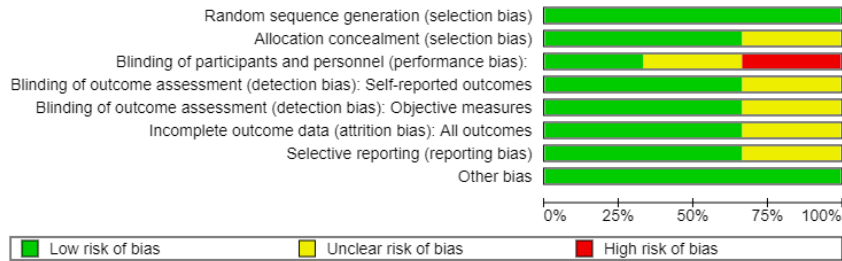 Random sequence generation (selection bias)
Allocation concealment (selection bias)
Blinding of participants and personnel (performance bias):
Blinding of outcome assessment (detection bias): Self-reported outcomes
Blinding of outcome assessment (detection bias): Objective measures
Incomplete outcome data (attrition bias): All outcomes
Selective reporting (reporting bias)
Other bias
0% 25% 50% 75% 100%
Low risk of bias Unclear risk of bias High risk of bias